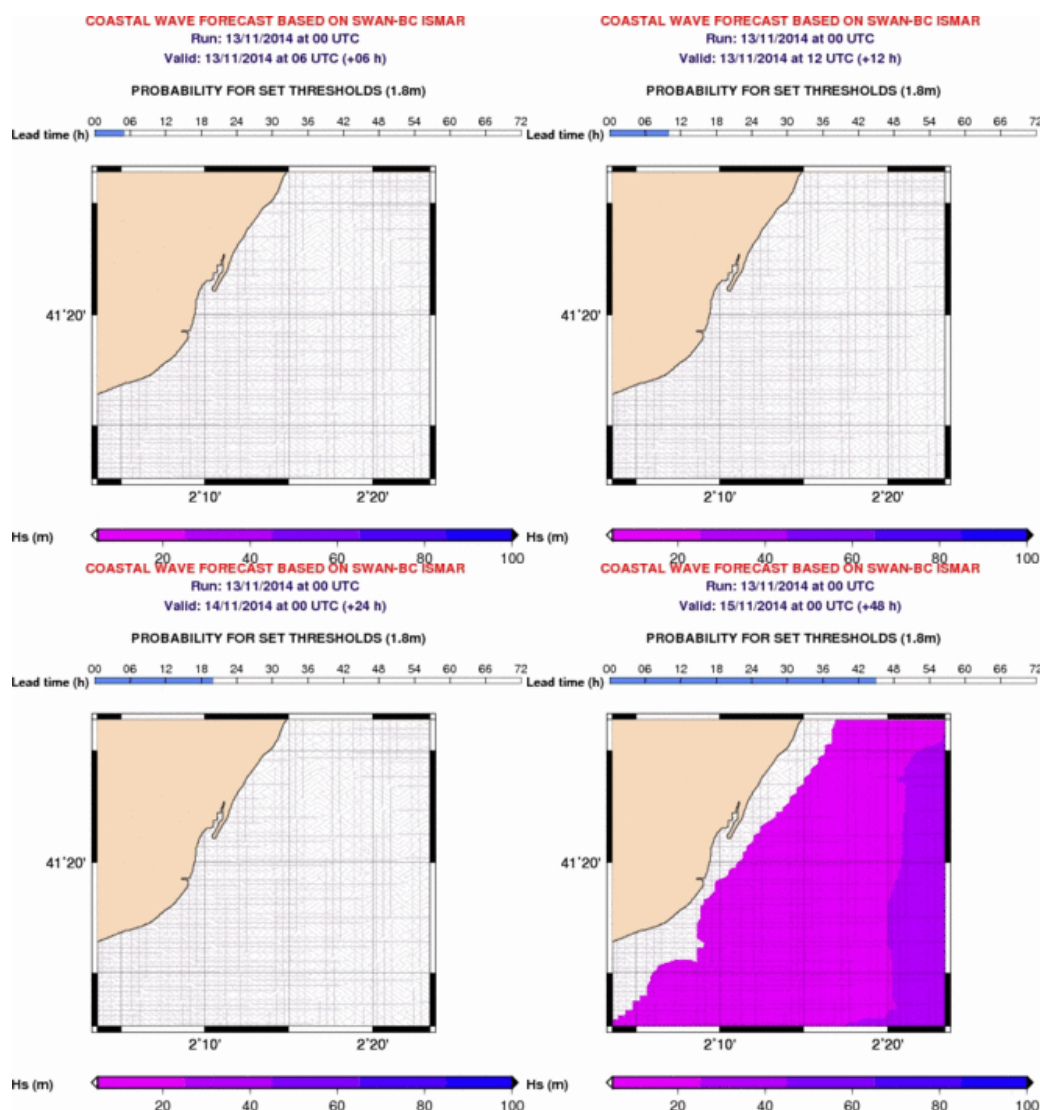 COASTAL WAVE FORECAST BASED ON SWAN-BC ISMAR
Run: 13/11/2014 at 00 UTC
Valid: 13/11/2014 at 06 UTC (+06 h)
PROBABILITY FOR SET THRESHOLDS (1.8m)
00 06 12 18 24 30 36 42 48 54 60 66 72
Lead time (h)
41°20'
2°10' 2°20'
Hs (m)
20 40 60 80 100
COASTAL WAVE FORECAST BASED ON SWAN-BC ISMAR
Run: 13/11/2014 at 00 UTC
Valid: 13/11/2014 at 12 UTC (+12 h)
PROBABILITY FOR SET THRESHOLDS (1.8m)
00 06 12 18 24 30 36 42 48 54 60 66 72
Lead time (h)
41°20'
2°10' 2°20'
Hs (m)
20 40 60 80 100
COASTAL WAVE FORECAST BASED ON SWAN-BC ISMAR
Run: 13/11/2014 at 00 UTC
Valid: 14/11/2014 at 00 UTC (+24 h)
PROBABILITY FOR SET THRESHOLDS (1.8m)
00 06 12 18 24 30 36 42 48 54 60 66 72
Lead time (h)
41°20'
2°10' 2°20'
Hs (m)
20 40 60 80 100
COASTAL WAVE FORECAST BASED ON SWAN-BC ISMAR
Run: 13/11/2014 at 00 UTC
Valid: 15/11/2014 at 00 UTC (+48 h)
PROBABILITY FOR SET THRESHOLDS (1.8m)
00 06 12 18 24 30 36 42 48 54 60 66 72
Lead time (h)
41°20'
2°10' 2°20'
Hs (m)
20 40 60 80 100